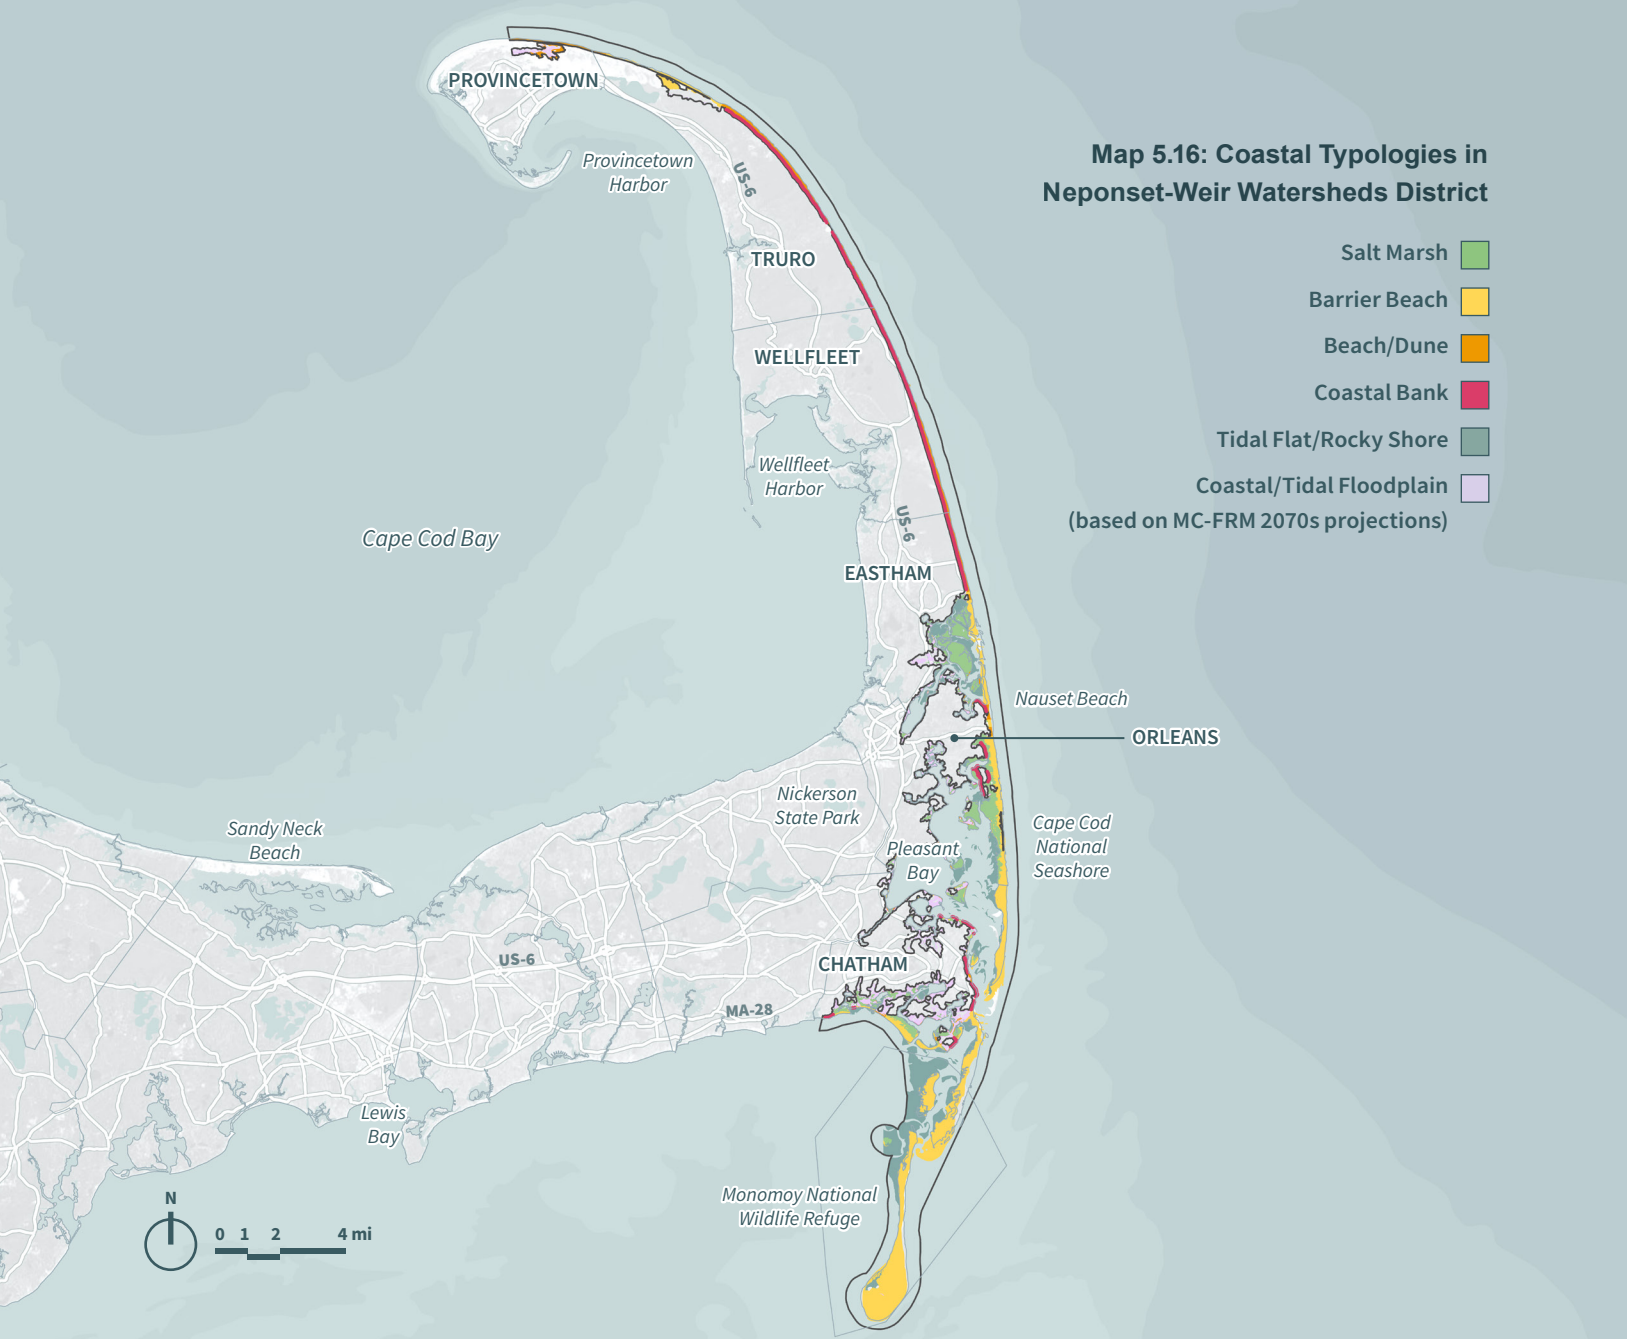 PROVINCETOWN
Provincetown
Harbor
US-6
Map 5.16: Coastal Typologies in
Neponset-Weir Watersheds District
Salt Marsh
Barrier Beach
Beach/Dune
Coastal Bank
Tidal Flat/Rocky Shore
Coastal/Tidal Floodplain
(based on MC-FRM 2070s projections)
TRURO
WELLFLEET
Wellfleet
Harbor
US-6
Cape Cod Bay
EASTHAM
Nauset Beach
ORLEANS
Nickerson
State Park
Sandy Neck
Beach
Pleasant
Bay
Cape Cod
National
Seashore
US-6
CHATHAM
MA-28
Lewis
Bay
Monomoy National
Wildlife Refuge
N
0 1 2 4 mi